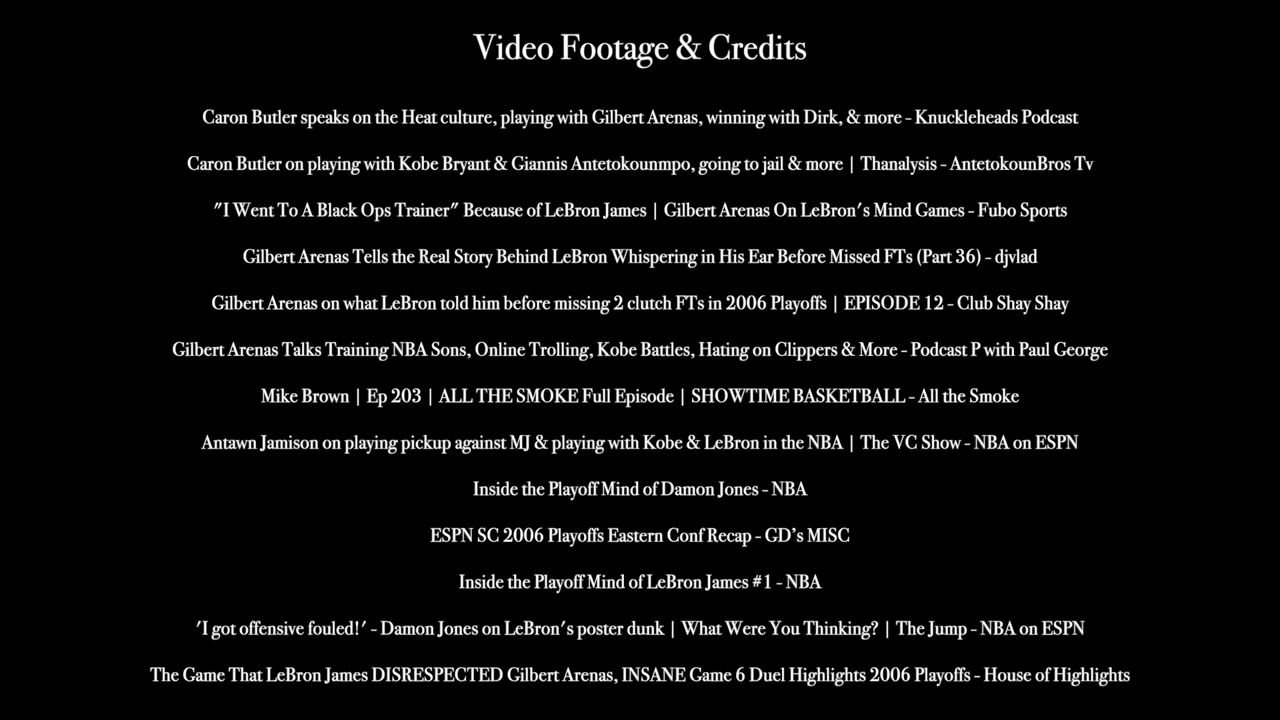 Video Footage & Credits
Caron Butler speaks on the Heat culture, playing with Gilbert Arenas, winning with Dirk, & more - Knuckleheads Podcast
Caron Butler on playing with Kobe Bryant & Giannis Antetokounmpo, going to jail & more | Thanalysis - AntetokounBros Tv
"I Went To A Black Ops Trainer" Because of LeBron James | Gilbert Arenas On LeBron's Mind Games - Fubo Sports
Gilbert Arenas Tells the Real Story Behind LeBron Whispering in His Ear Before Missed FTs (Part 36) - djvlad
Gilbert Arenas on what LeBron told him before missing 2 clutch FTs in 2006 Playoffs | EPISODE 12 - Club Shay Shay
Gilbert Arenas Talks Training NBA Sons, Online Trolling, Kobe Battles, Hating on Clippers & More - Podcast P with Paul George
Mike Brown | Ep 203 | ALL THE SMOKE Full Episode | SHOWTIME BASKETBALL - All the Smoke
Antawn Jamison on playing pickup against MJ & playing with Kobe & LeBron in the NBA | The VC Show - NBA on ESPN
Inside the Playoff Mind of Damon Jones - NBA
ESPN SC 2006 Playoffs Eastern Conf Recap - GD's MISC
Inside the Playoff Mind of LeBron James #1 - NBA
'I got offensive fouled!' - Damon Jones on LeBron's poster dunk | What Were You Thinking? | The Jump - NBA on ESPN
The Game That LeBron James DISRESPECTED Gilbert Arenas, INSANE Game 6 Duel Highlights 2006 Playoffs - House of Highlights